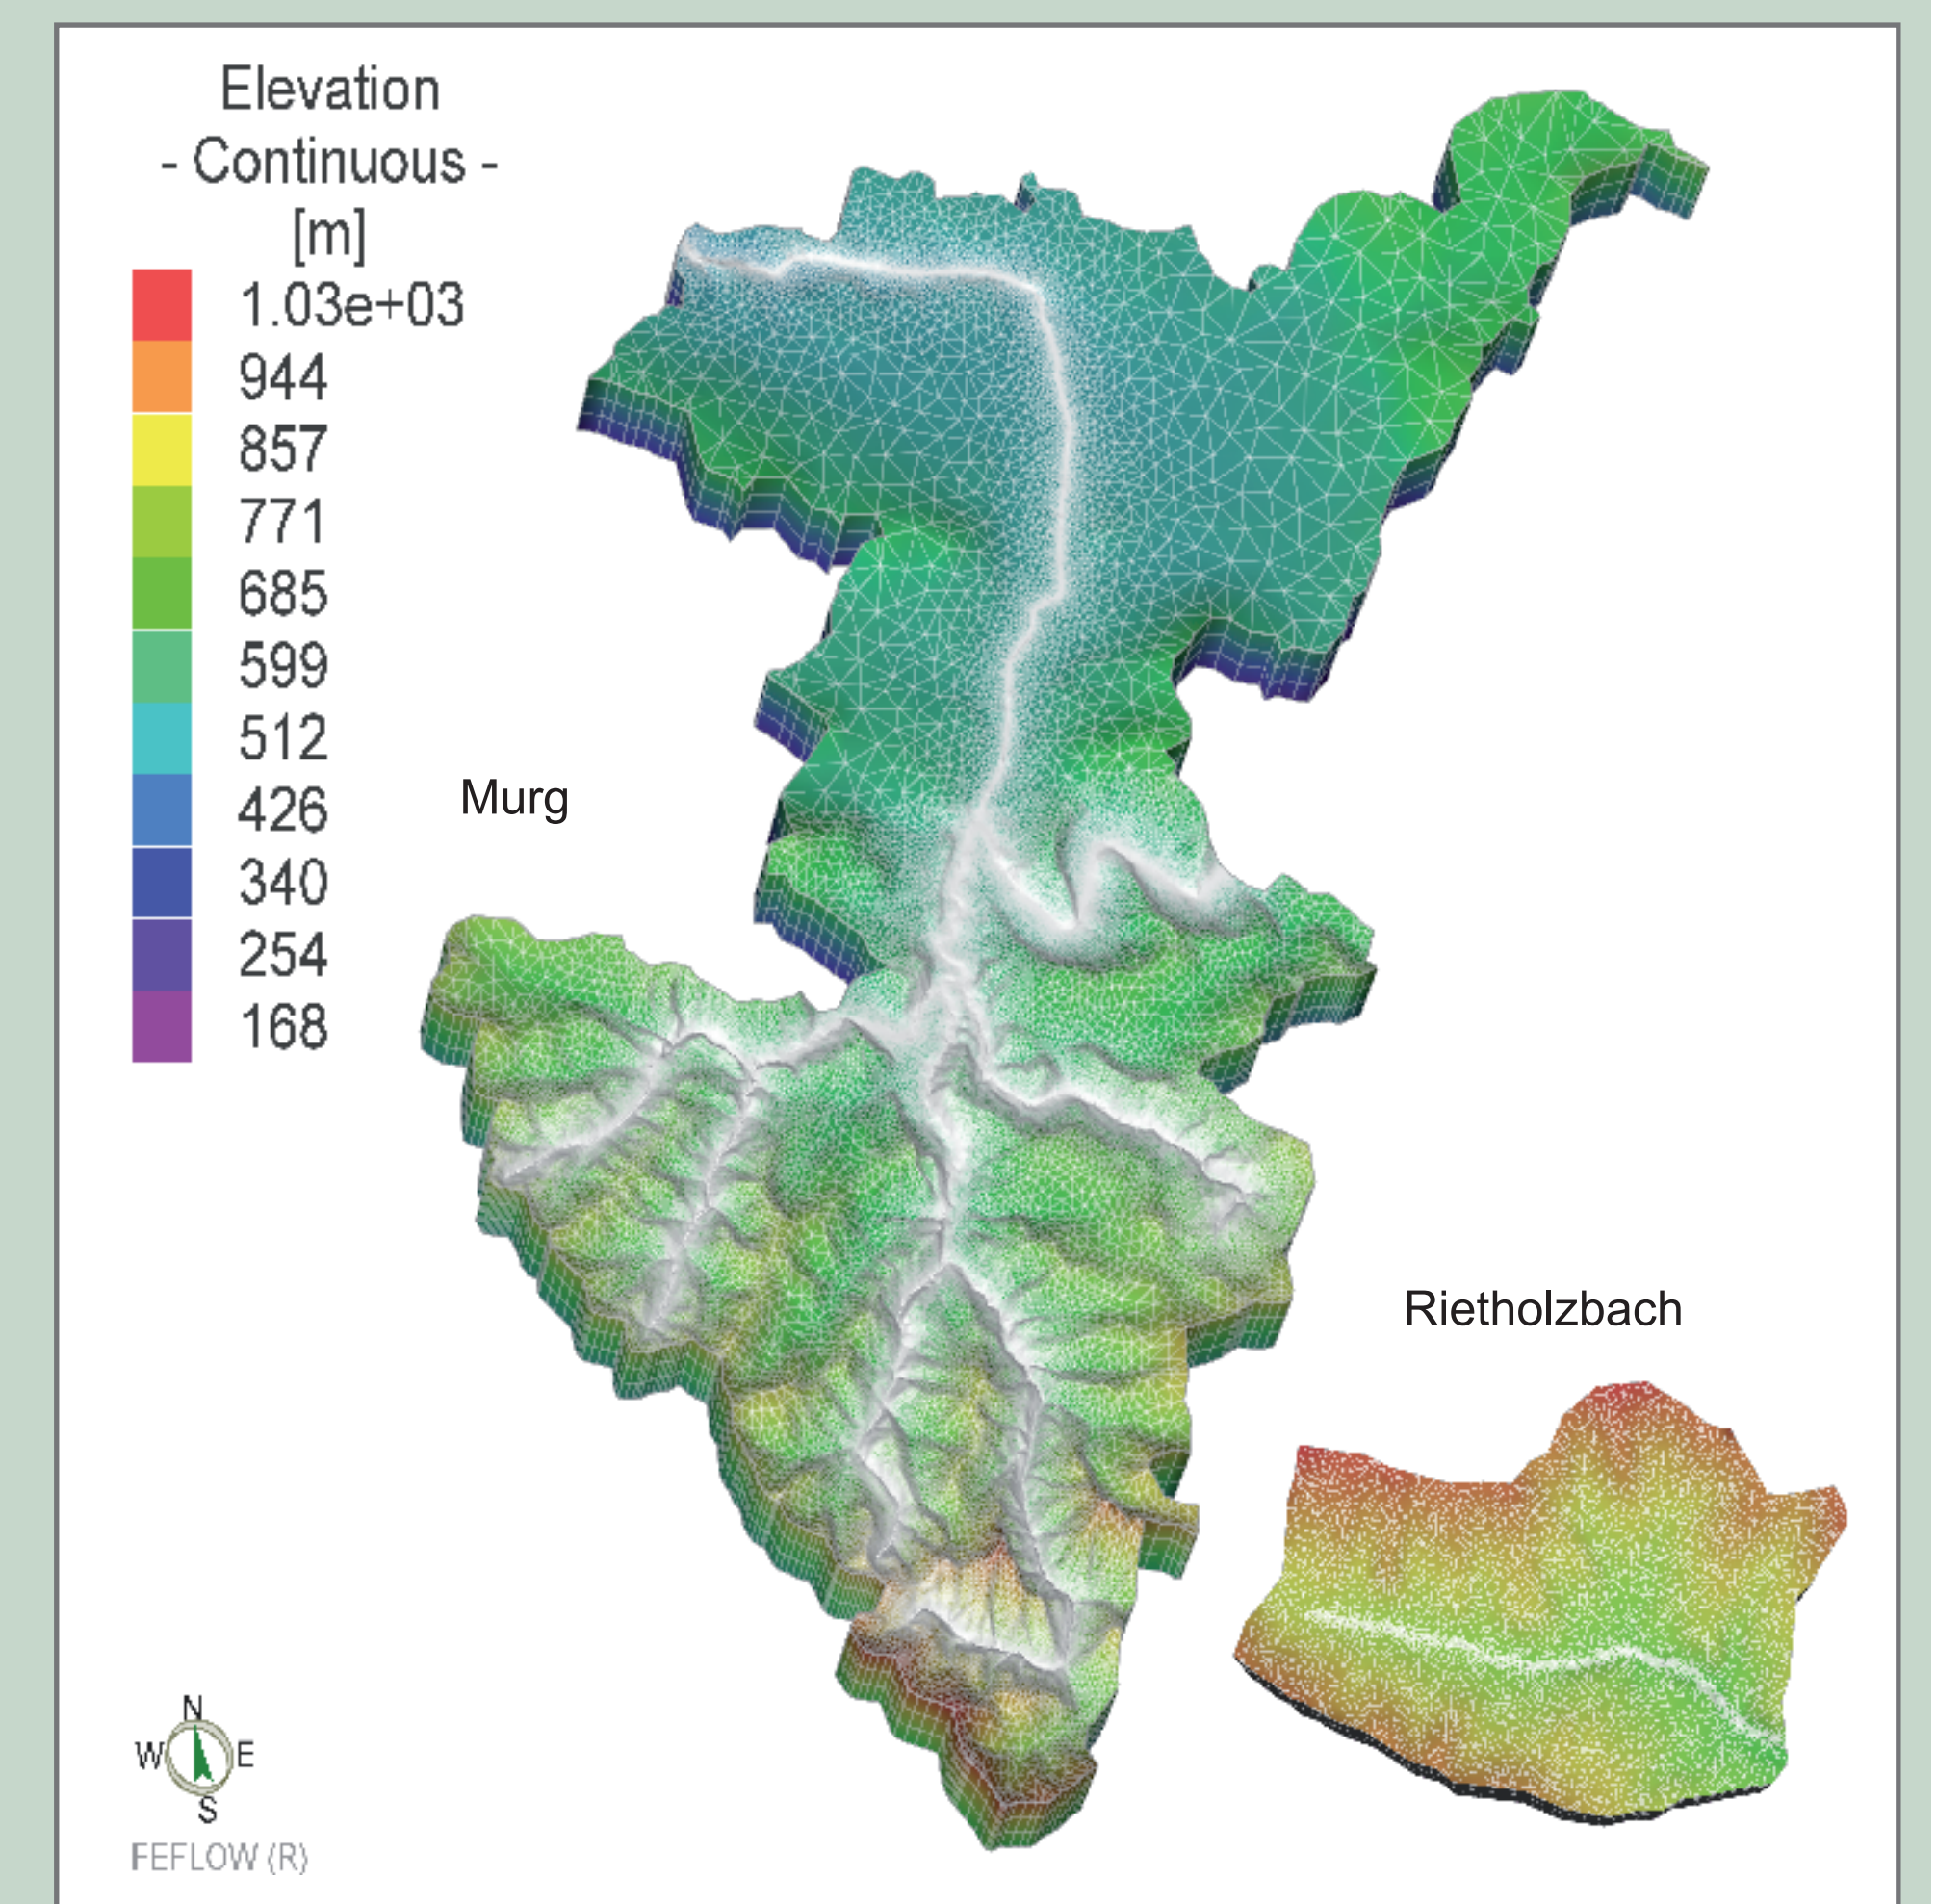 Elevation
- Continuous -
[m]
1.03e+03
944
857
771
685
599
512
426
340
254
168
Murg
Rietholzbach
N
W E
S
FEFLOW (R)